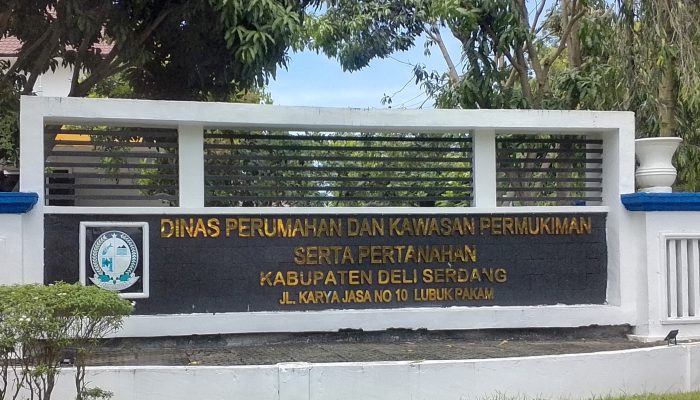 DINAS PERUMAHAN DAN KAWASAN PERMUKIMAN
SERTA PERTANAHAN
KABUPATEN DELI SERDANG
JL. KARYA JASA NO 10 LUBUK PAKAM